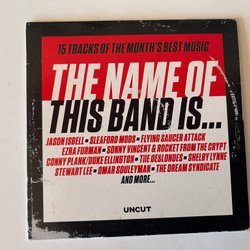 15 TRACKS OF THE MONTH'S BEST MUSIC
THE NAME OF
THIS BAND IS...
JASON ISBELL • SLEAFORD MODS • FLYING SAUCER ATTACK
EZRA FURMAN • SONNY VINCENT & ROCKET FROM THE CRYPT
CONNY PLANK/DUKE ELLINGTON • THE DESLONDES • SHELBY LYNNE
STEWART LEE • OMAR SOULEYMAN • THE DREAM SYNDICATE
AND MORE...
UNCUT